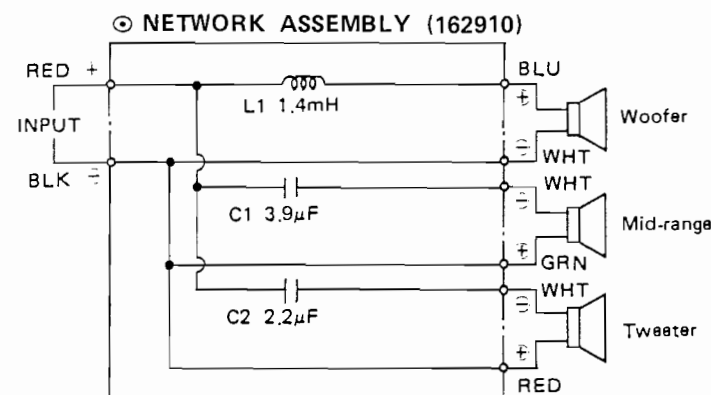 ⊙ NETWORK ASSEMBLY (162910)
RED +
BLU
⊕
L1 1.4mH
Woofer
INPUT
⊖
WHT
BLK ⊖
WHT
⊖
C1 3.9μF
Mid-range
⊕
GRN
WHT
⊖
C2 2.2μF
Tweeter
⊕
RED